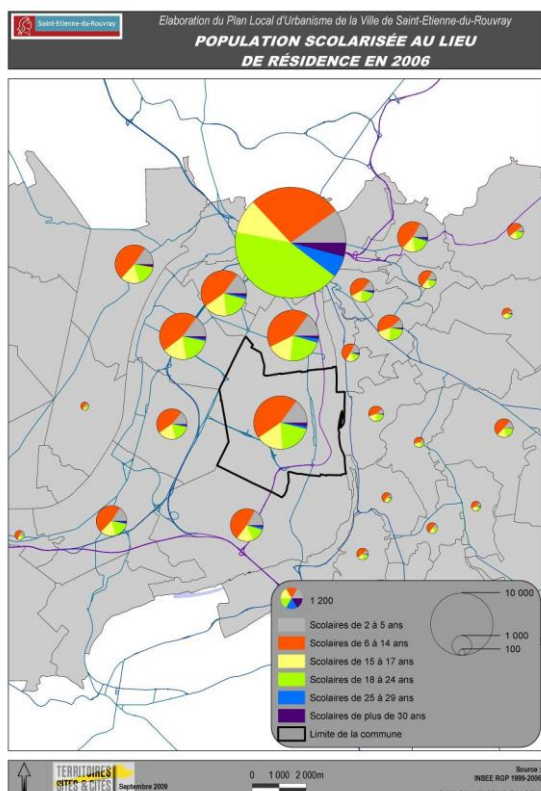 Saint-Etienne-du-Rouvray
Elaboration du Plan Local d'Urbanisme de la Ville de Saint-Etienne-du-Rouvray
POPULATION SCOLARISÉE AU LIEU
DE RÉSIDENCE EN 2006
1 200
10 000
1 000
100
Scolaires de 2 à 5 ans
Scolaires de 6 à 14 ans
Scolaires de 15 à 17 ans
Scolaires de 18 à 24 ans
Scolaires de 25 à 29 ans
Scolaires de plus de 30 ans
Limite de la commune
TERRITOIRES
SITES & CITÉS
Septembre 2009
0 1 000 2 000m
Source :
INSEE RGP 1999-2006